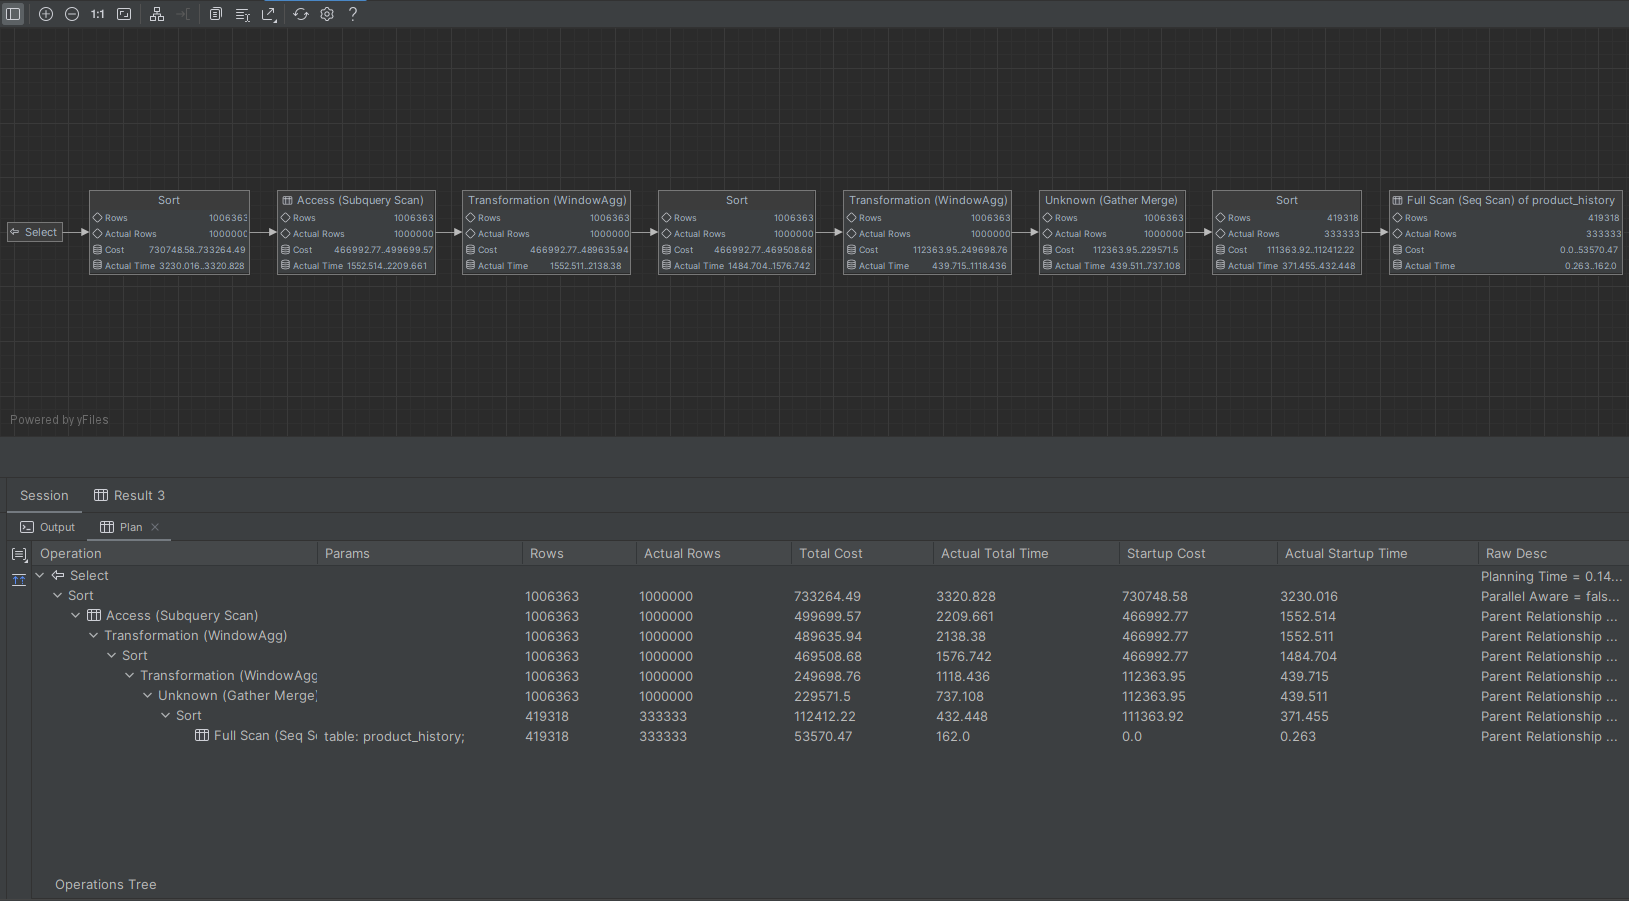 1:1
?
Select
Sort
Rows 1006363
Actual Rows 1000000
Cost 730748.58..733264.49
Actual Time 3230.016..3320.828
Access (Subquery Scan)
Rows 1006363
Actual Rows 1000000
Cost 466992.77..499699.57
Actual Time 1552.514..2209.661
Transformation (WindowAgg)
Rows 1006363
Actual Rows 1000000
Cost 466992.77..489635.94
Actual Time 1552.511..2138.38
Sort
Rows 1006363
Actual Rows 1000000
Cost 466992.77..469508.68
Actual Time 1484.704..1576.742
Transformation (WindowAgg)
Rows 1006363
Actual Rows 1000000
Cost 112363.95..249698.76
Actual Time 439.715..1118.436
Unknown (Gather Merge)
Rows 1006363
Actual Rows 1000000
Cost 112363.95..229571.5
Actual Time 439.511..737.108
Sort
Rows 419318
Actual Rows 333333
Cost 111363.92..112412.22
Actual Time 371.455..432.448
Full Scan (Seq Scan) of product_history
Rows 419318
Actual Rows 333333
Cost 0.0..53570.47
Actual Time 0.263..162.0
Powered by yFiles
Session Result 3
Output Plan
Operation Params Rows Actual Rows Total Cost Actual Total Time Startup Cost Actual Startup Time Raw Desc
Select Planning Time = 0.14...
Sort 1006363 1000000 733264.49 3320.828 730748.58 3230.016 Parallel Aware = fals...
Access (Subquery Scan) 1006363 1000000 499699.57 2209.661 466992.77 1552.514 Parent Relationship ...
Transformation (WindowAgg) 1006363 1000000 489635.94 2138.38 466992.77 1552.511 Parent Relationship ...
Sort 1006363 1000000 469508.68 1576.742 466992.77 1484.704 Parent Relationship ...
Transformation (WindowAgg 1006363 1000000 249698.76 1118.436 112363.95 439.715 Parent Relationship ...
Unknown (Gather Merge) 1006363 1000000 229571.5 737.108 112363.95 439.511 Parent Relationship ...
Sort 419318 333333 112412.22 432.448 111363.92 371.455 Parent Relationship ...
Full Scan (Seq S table: product_history; 419318 333333 53570.47 162.0 0.0 0.263 Parent Relationship ...
Operations Tree